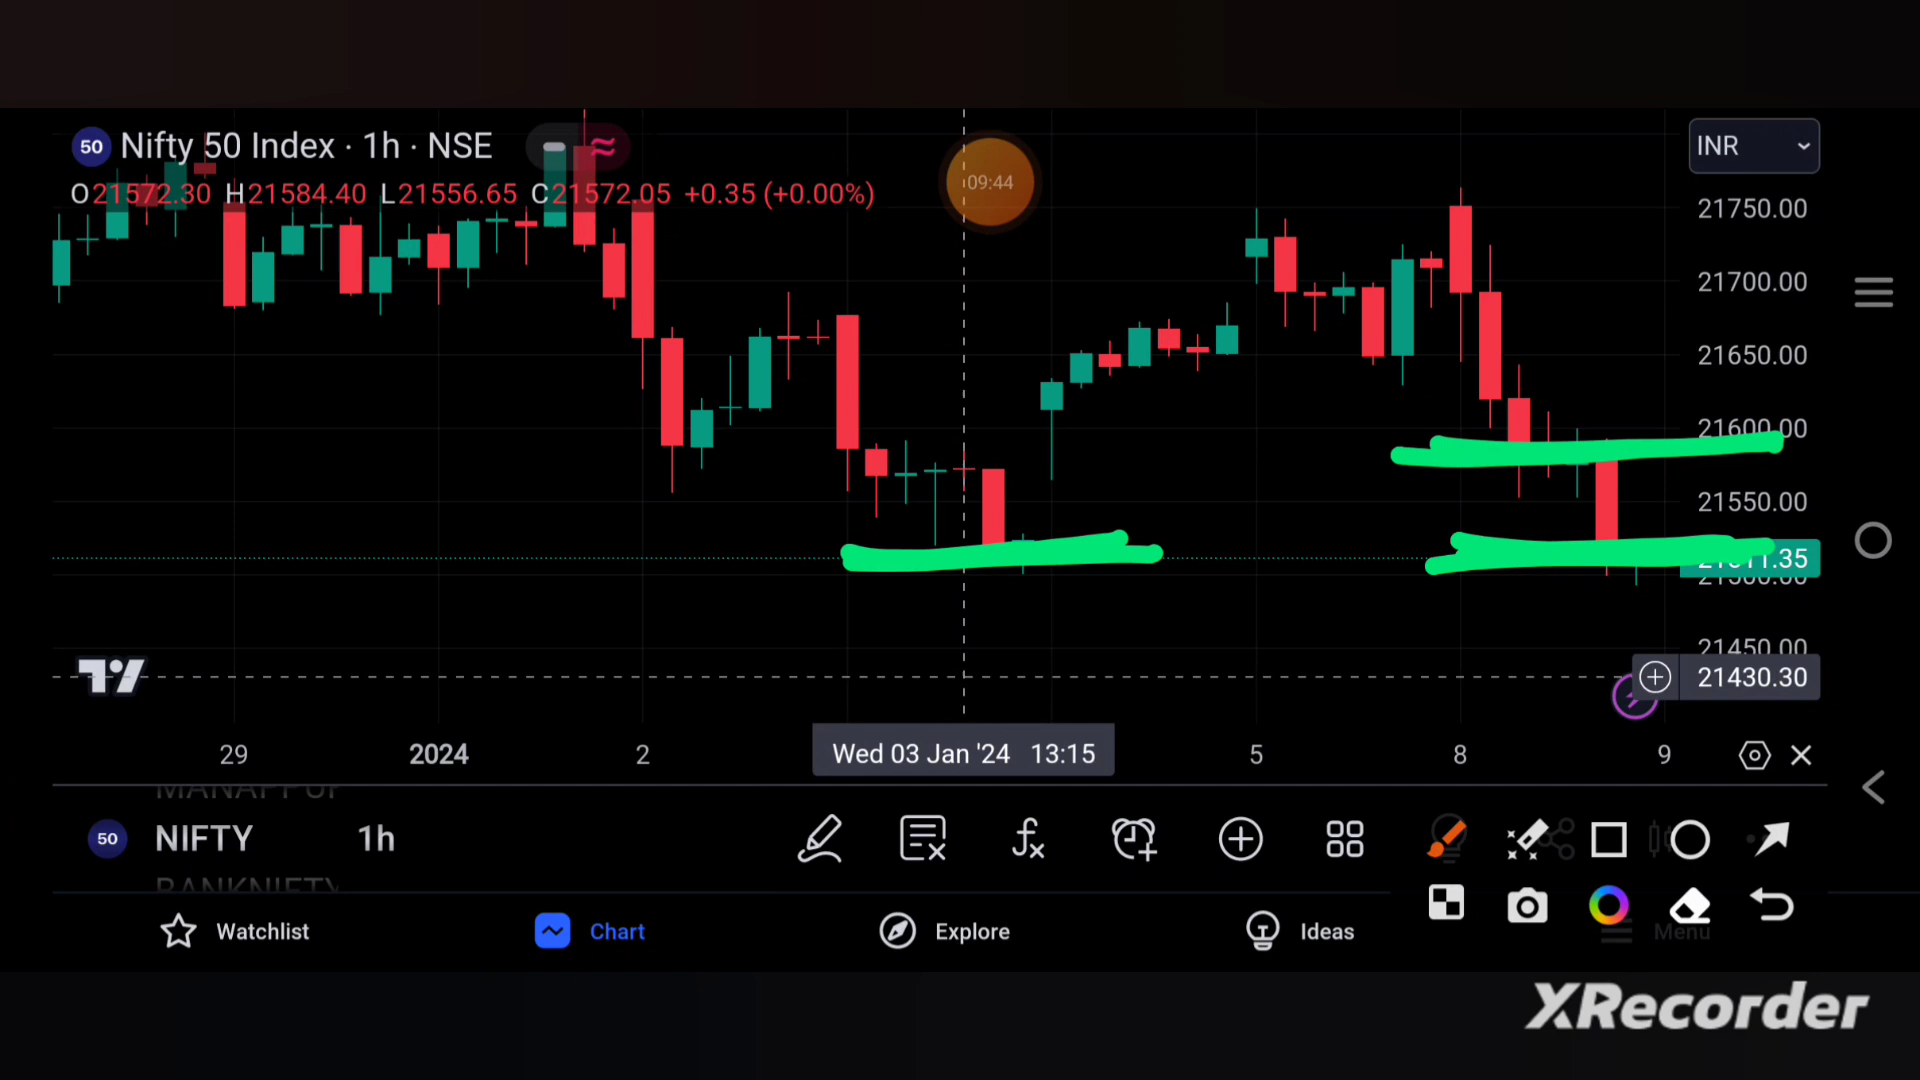 50 Nifty 50 Index · 1h · NSE
O21572.30 H21584.40 L21556.65 C21572.05 +0.35 (+0.00%)
09:44
INR
21750.00
21700.00
21650.00
21600.00
21550.00
21511.35
21500.00
21450.00
21430.30
29 2024 2 Wed 03 Jan '24 13:15 5 8 9
50 NIFTY 1h
BANKNIFTY
Watchlist Chart Explore Ideas Menu
XRecorder